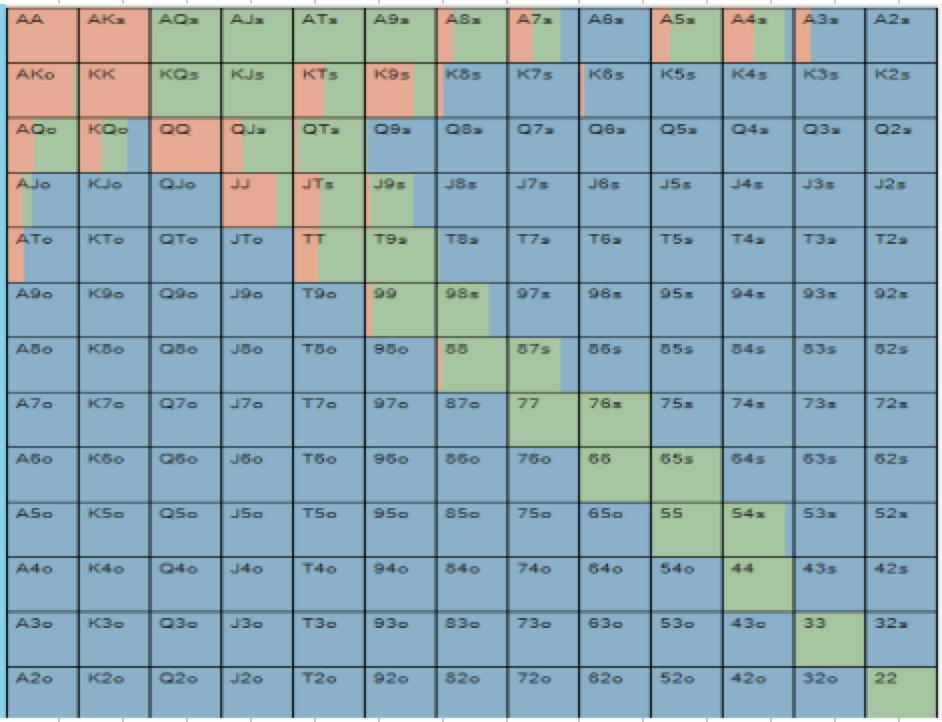 AA AKs AQs AJs ATs A9s A8s A7s A6s A5s A4s A3s A2s
AKo KK KQs KJs KTs K9s K8s K7s K6s K5s K4s K3s K2s
AQo KQo QQ QJs QTs Q9s Q8s Q7s Q6s Q5s Q4s Q3s Q2s
AJo KJo QJo JJ JTs J9s J8s J7s J6s J5s J4s J3s J2s
ATo KTo QTo JTo TT T9s T8s T7s T6s T5s T4s T3s T2s
A9o K9o Q9o J9o T9o 99 98s 97s 96s 95s 94s 93s 92s
A8o K8o Q8o J8o T8o 98o 88 87s 86s 85s 84s 83s 82s
A7o K7o Q7o J7o T7o 97o 87o 77 76s 75s 74s 73s 72s
A6o K6o Q6o J6o T6o 96o 86o 76o 66 65s 64s 63s 62s
A5o K5o Q5o J5o T5o 95o 85o 75o 65o 55 54s 53s 52s
A4o K4o Q4o J4o T4o 94o 84o 74o 64o 54o 44 43s 42s
A3o K3o Q3o J3o T3o 93o 83o 73o 63o 53o 43o 33 32s
A2o K2o Q2o J2o T2o 92o 82o 72o 62o 52o 42o 32o 22